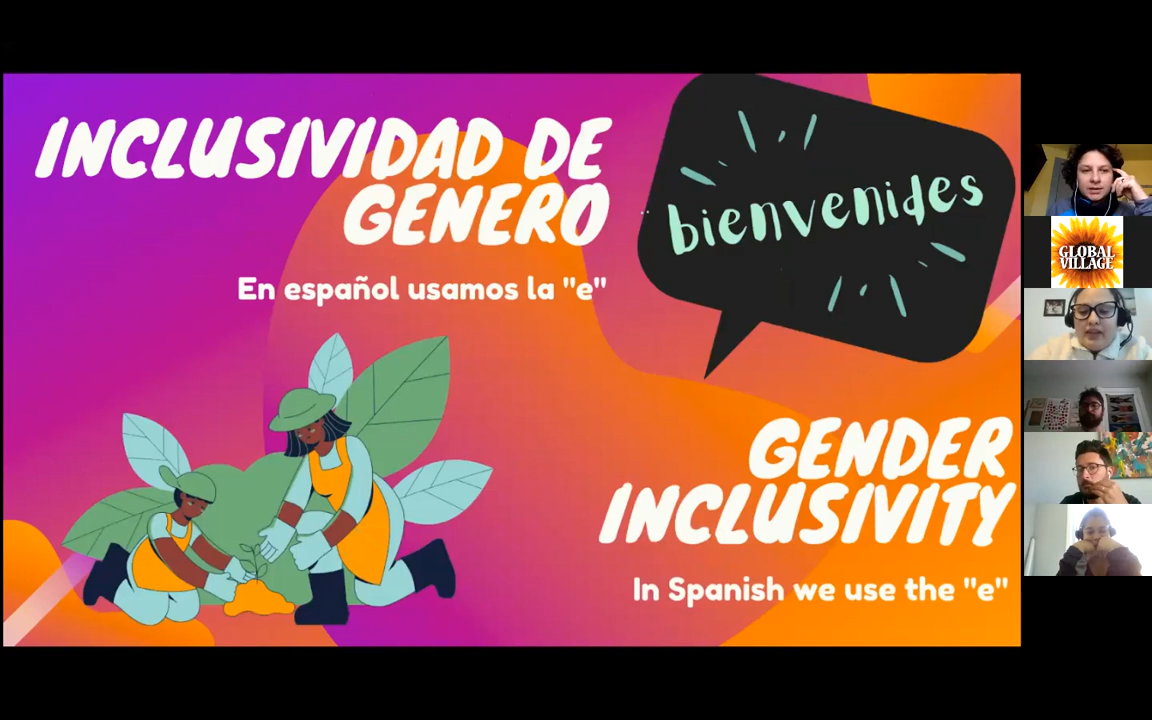 INCLUSIVIDAD DE
GENERO
En español usamos la "e"
bienvenides
GENDER
INCLUSIVITY
In Spanish we use the "e"
GLOBAL
VILLAGE